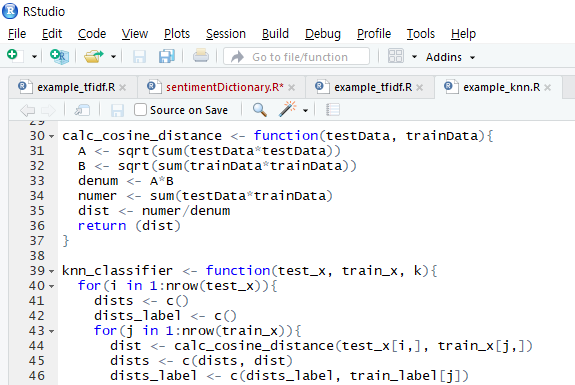 RStudio
File Edit Code View Plots Session Build Debug Profile Tools Help
Go to file/function Addins
example_tfidf.R sentimentDictionary.R* example_tfidf.R example_knn.R
Source on Save
29
30 calc_cosine_distance <- function(testData, trainData){
31 A <- sqrt(sum(testData*testData))
32 B <- sqrt(sum(trainData*trainData))
33 denum <- A*B
34 numer <- sum(testData*trainData)
35 dist <- numer/denum
36 return (dist)
37 }
38
39 knn_classifier <- function(test_x, train_x, k){
40 for(i in 1:nrow(test_x)){
41 dists <- c()
42 dists_label <- c()
43 for(j in 1:nrow(train_x)){
44 dist <- calc_cosine_distance(test_x[i,], train_x[j,])
45 dists <- c(dists, dist)
46 dists_label <- c(dists_label, train_label[j])